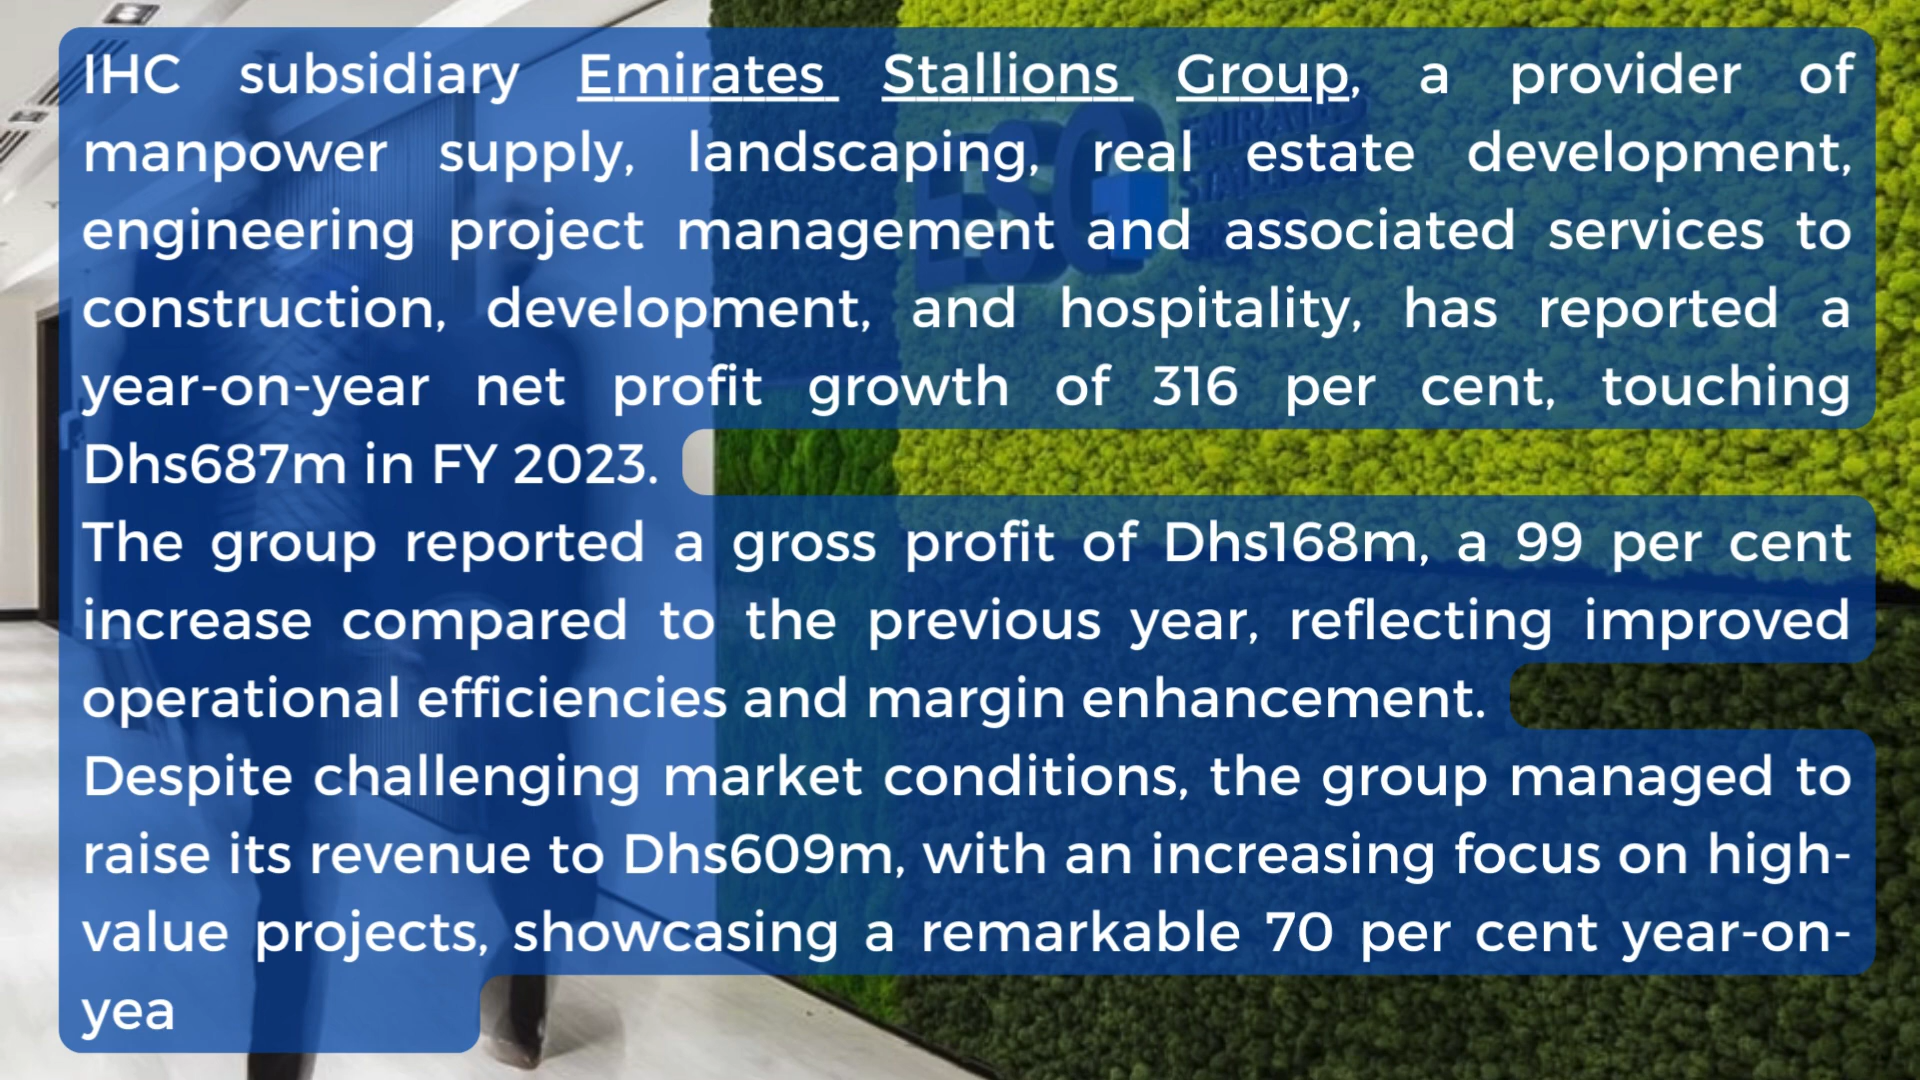 IHC subsidiary Emirates Stallions Group, a provider of
manpower supply, landscaping, real estate development,
engineering project management and associated services to
construction, development, and hospitality, has reported a
year-on-year net profit growth of 316 per cent, touching
Dhs687m in FY 2023.
The group reported a gross profit of Dhs168m, a 99 per cent
increase compared to the previous year, reflecting improved
operational efficiencies and margin enhancement.
Despite challenging market conditions, the group managed to
raise its revenue to Dhs609m, with an increasing focus on high-
value projects, showcasing a remarkable 70 per cent year-on-
yea
ESG
EMIRATES
STALLIONS